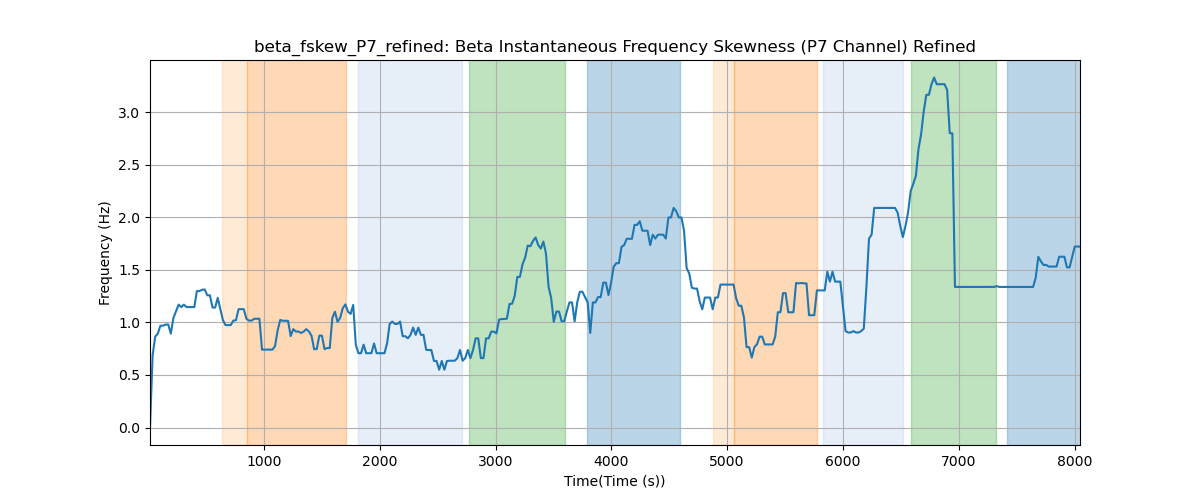 beta_fskew_P7_refined: Beta Instantaneous Frequency Skewness (P7 Channel) Refined
Frequency (Hz)
3.0
2.5
2.0
1.5
1.0
0.5
0.0
1000 2000 3000 4000 5000 6000 7000 8000
Time(Time (s))